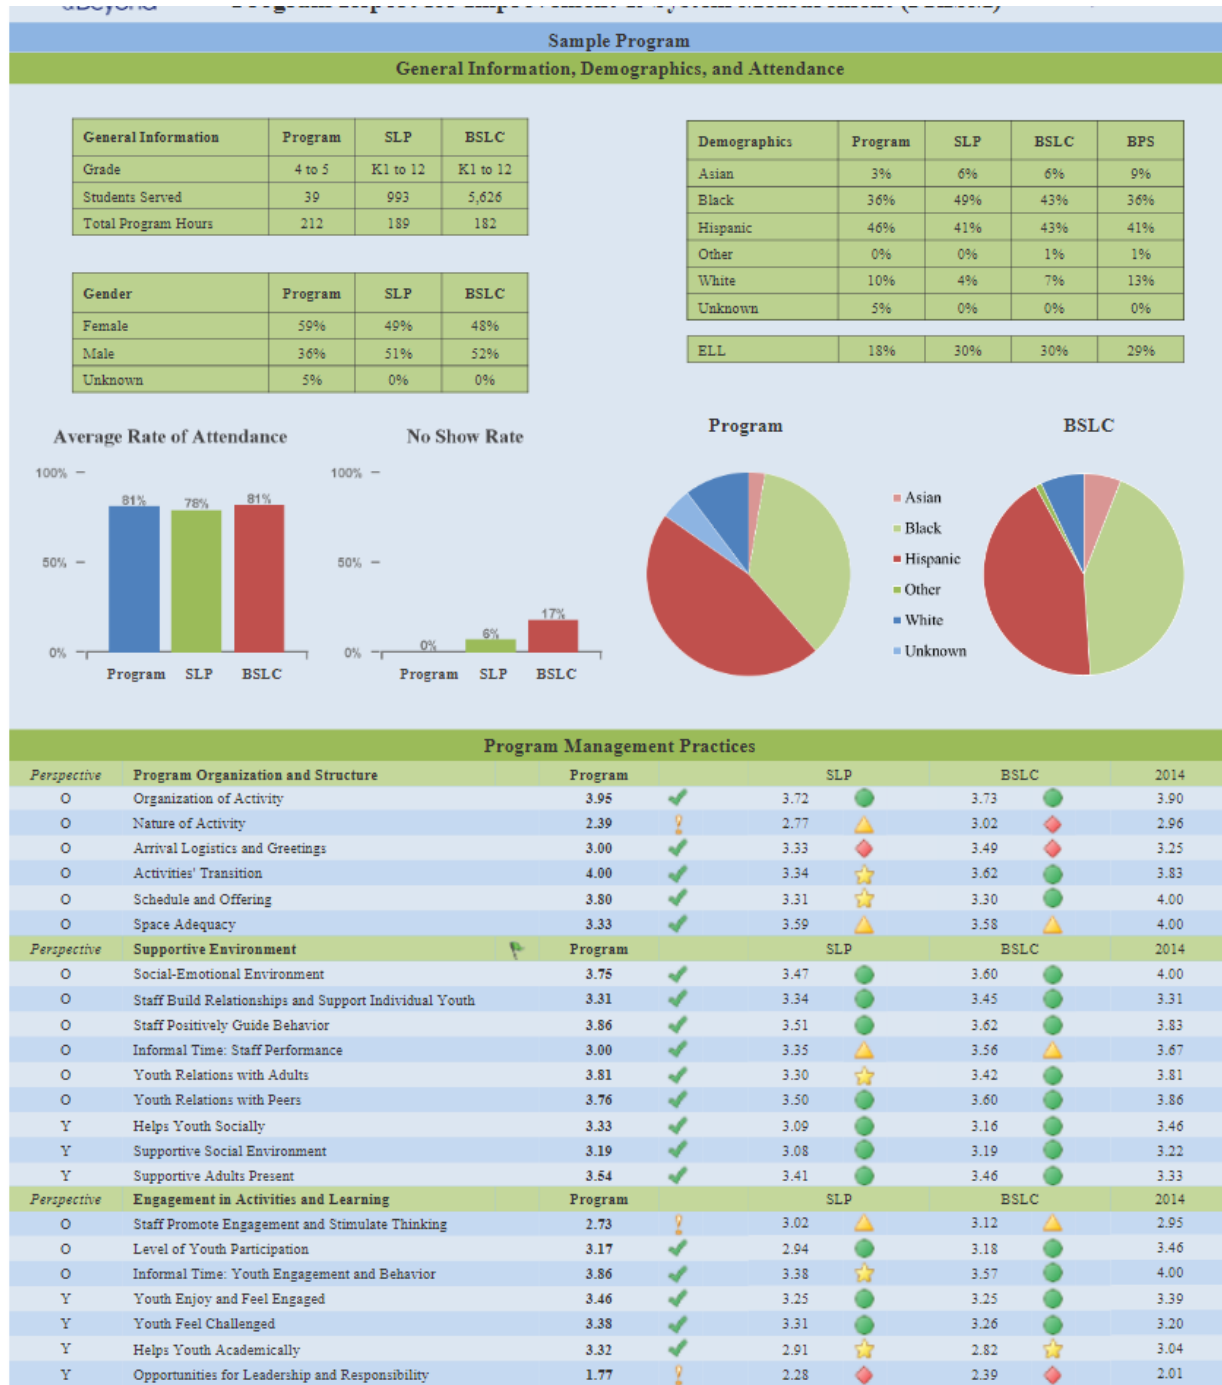 Sample Program
General Information, Demographics, and Attendance
General Information Program SLP BSLC
Grade 4 to 5 K1 to 12 K1 to 12
Students Served 39 993 5,626
Total Program Hours 212 189 182
Gender Program SLP BSLC
Female 59% 49% 48%
Male 36% 51% 52%
Unknown 5% 0% 0%
Demographics Program SLP BSLC BPS
Asian 3% 6% 6% 9%
Black 36% 49% 43% 36%
Hispanic 46% 41% 43% 41%
Other 0% 0% 1% 1%
White 10% 4% 7% 13%
Unknown 5% 0% 0% 0%
ELL 18% 30% 30% 29%
Average Rate of Attendance
100%
81% 78% 81%
50%
0%
Program SLP BSLC
No Show Rate
100%
50%
17%
6%
0%
0%
Program SLP BSLC
Program
BSLC
Asian
Black
Hispanic
Other
White
Unknown
Program Management Practices
Perspective Program Organization and Structure Program SLP BSLC 2014
O Organization of Activity 3.95 3.72 3.73 3.90
O Nature of Activity 2.39 2.77 3.02 2.96
O Arrival Logistics and Greetings 3.00 3.33 3.49 3.25
O Activities' Transition 4.00 3.34 3.62 3.83
O Schedule and Offering 3.80 3.31 3.30 4.00
O Space Adequacy 3.33 3.59 3.58 4.00
Perspective Supportive Environment Program SLP BSLC 2014
O Social-Emotional Environment 3.75 3.47 3.60 4.00
O Staff Build Relationships and Support Individual Youth 3.31 3.34 3.45 3.31
O Staff Positively Guide Behavior 3.86 3.51 3.62 3.83
O Informal Time: Staff Performance 3.00 3.35 3.56 3.67
O Youth Relations with Adults 3.81 3.30 3.42 3.81
O Youth Relations with Peers 3.76 3.50 3.60 3.86
Y Helps Youth Socially 3.33 3.09 3.16 3.46
Y Supportive Social Environment 3.19 3.08 3.19 3.22
Y Supportive Adults Present 3.54 3.41 3.46 3.33
Perspective Engagement in Activities and Learning Program SLP BSLC 2014
O Staff Promote Engagement and Stimulate Thinking 2.73 3.02 3.12 2.95
O Level of Youth Participation 3.17 2.94 3.18 3.46
O Informal Time: Youth Engagement and Behavior 3.86 3.38 3.57 4.00
Y Youth Enjoy and Feel Engaged 3.46 3.25 3.25 3.39
Y Youth Feel Challenged 3.38 3.31 3.26 3.20
Y Helps Youth Academically 3.32 2.91 2.82 3.04
Y Opportunities for Leadership and Responsibility 1.77 2.28 2.39 2.01